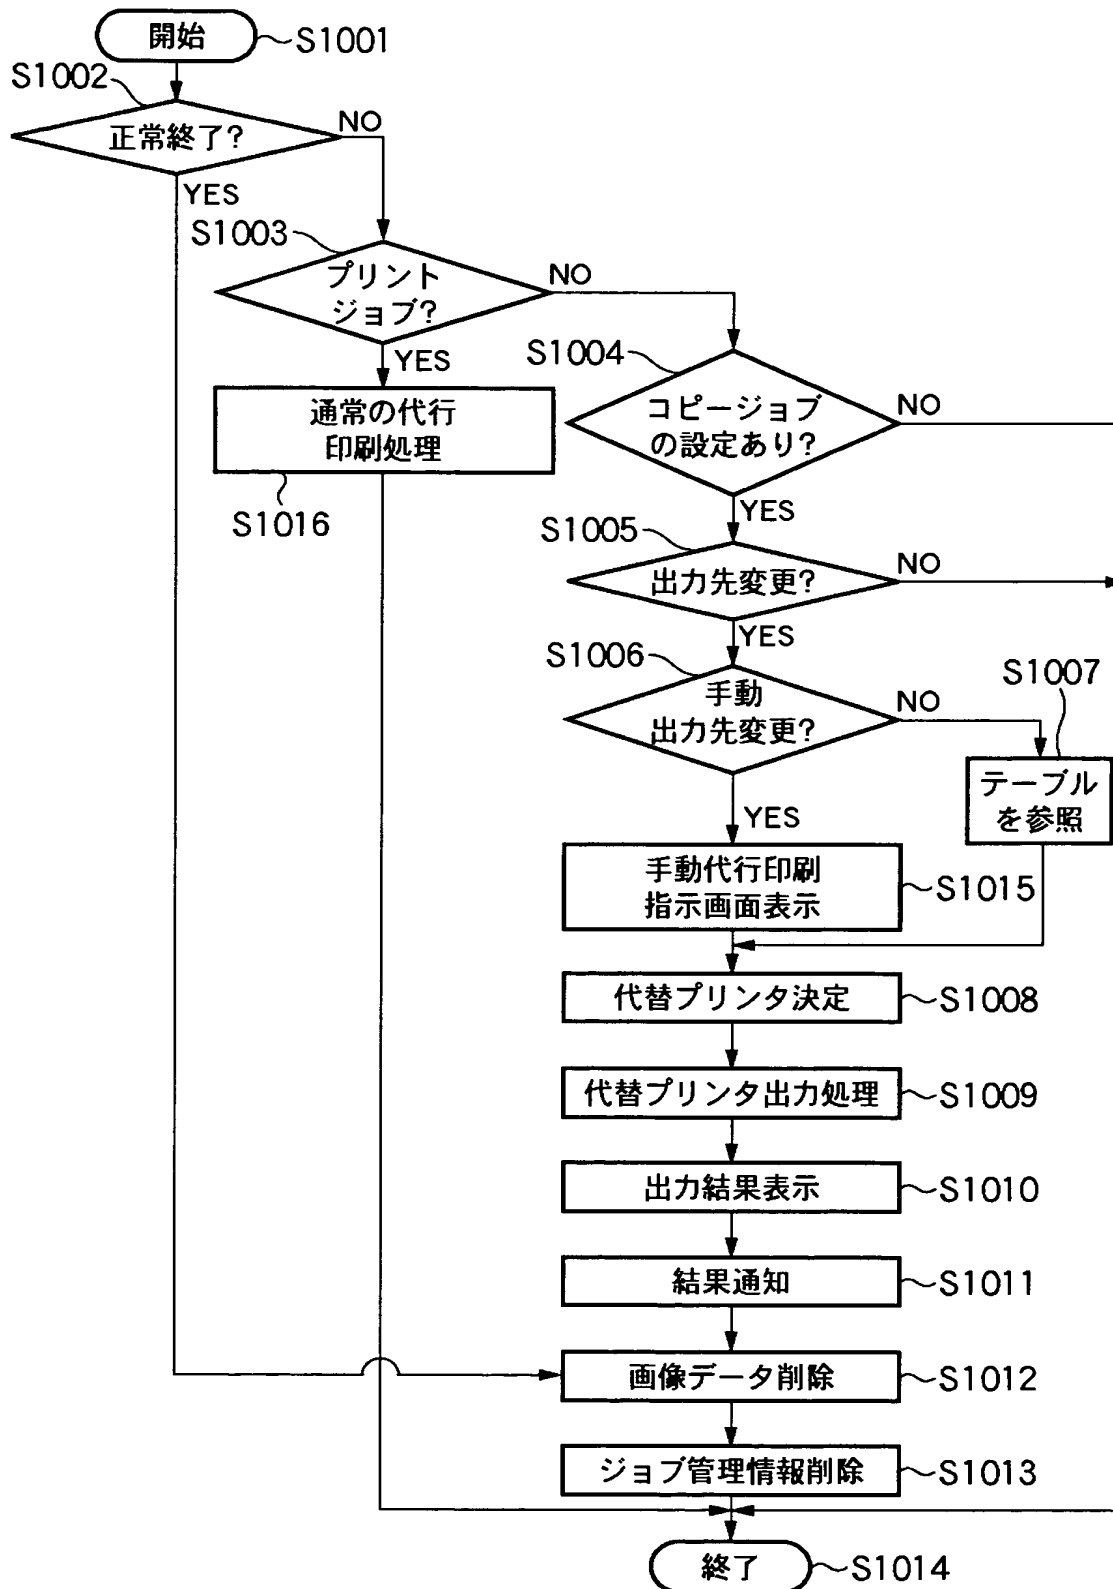 開始
S1001
S1002
正常終了?
NO
YES
S1003
プリント
ジョブ?
NO
YES
通常の代行
印刷処理
S1016
S1004
コピージョブ
の設定あり?
NO
YES
S1005
出力先変更?
NO
YES
S1006
手動
出力先変更?
NO
S1007
テーブル
を参照
YES
手動代行印刷
指示画面表示
S1015
代替プリンタ決定
S1008
代替プリンタ出力処理
S1009
出力結果表示
S1010
結果通知
S1011
画像データ削除
S1012
ジョブ管理情報削除
S1013
終了
S1014